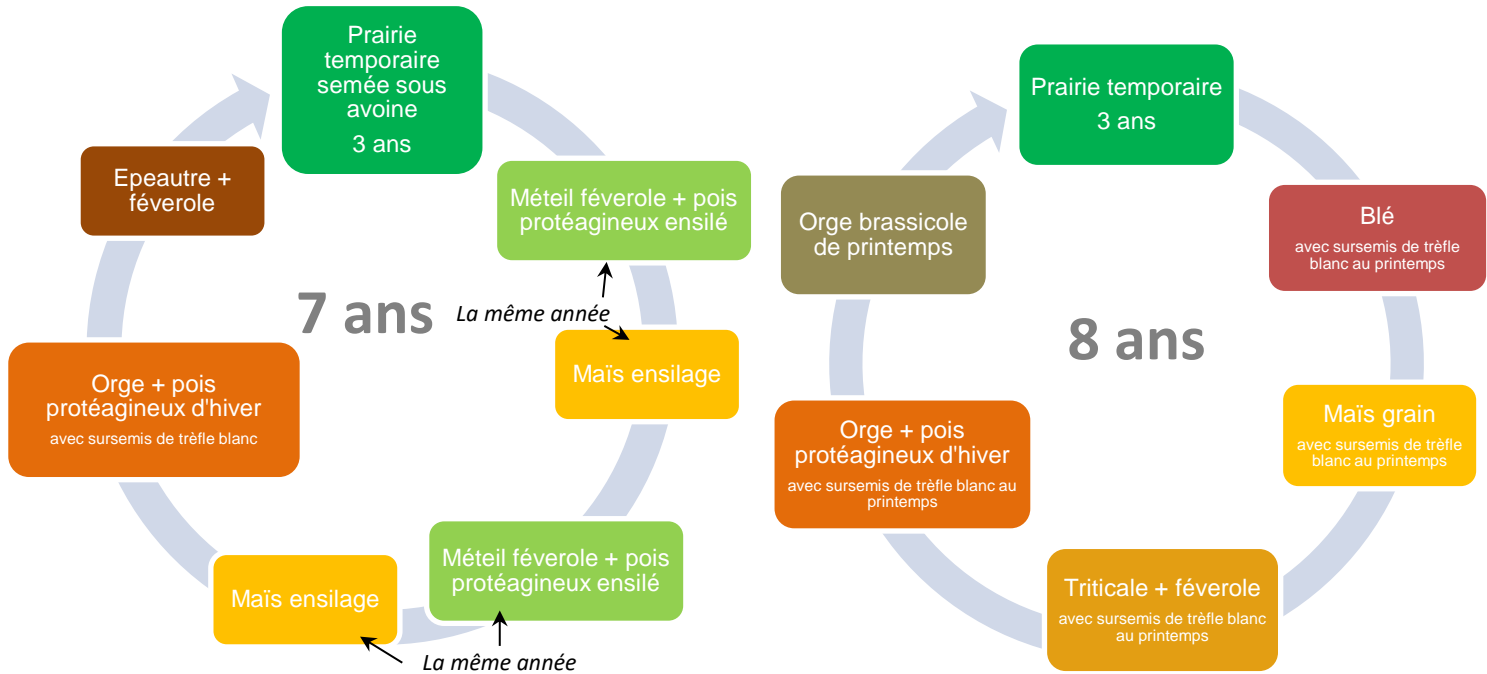 Prairie
temporaire
semée sous
avoine
3 ans
Méteil féverole + pois
protéagineux ensilé
La même année
Maïs ensilage
Méteil féverole + pois
protéagineux ensilé
La même année
Maïs ensilage
Orge + pois
protéagineux d'hiver
avec sursemis de trèfle blanc
Epeautre +
féverole
7 ans
Prairie temporaire
3 ans
Blé
avec sursemis de trèfle
blanc au printemps
Maïs grain
avec sursemis de trèfle
blanc au printemps
Triticale + féverole
avec sursemis de trèfle blanc
au printemps
Orge + pois
protéagineux d'hiver
avec sursemis de trèfle blanc au
printemps
Orge brassicole
de printemps
8 ans